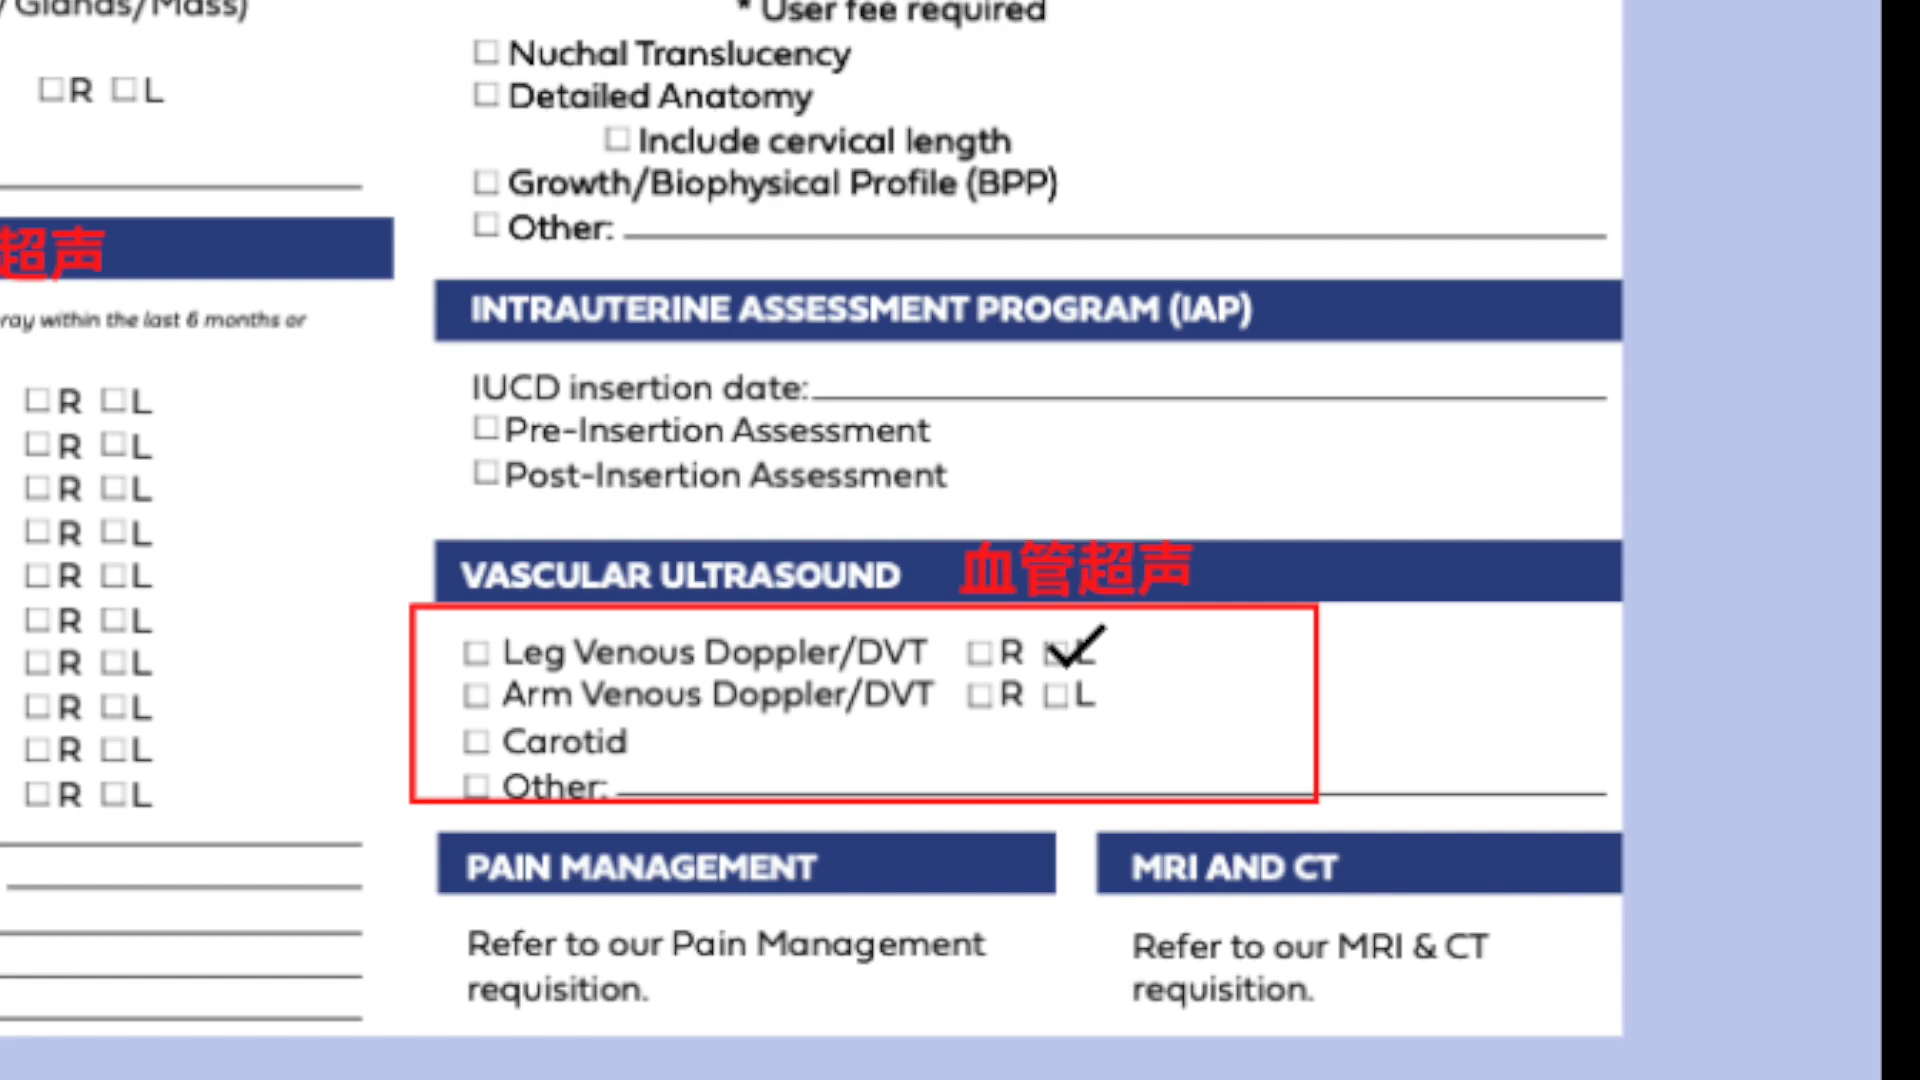 /Glands/Mass)
R L
超声
ray within the last 6 months or
R L
R L
R L
R L
R L
R L
R L
R L
R L
R L
* User fee required
Nuchal Translucency
Detailed Anatomy
Include cervical length
Growth/Biophysical Profile (BPP)
Other:
INTRAUTERINE ASSESSMENT PROGRAM (IAP)
IUCD insertion date:
Pre-Insertion Assessment
Post-Insertion Assessment
VASCULAR ULTRASOUND 血管超声
Leg Venous Doppler/DVT R L
Arm Venous Doppler/DVT R L
Carotid
Other:
PAIN MANAGEMENT
Refer to our Pain Management
requisition.
MRI AND CT
Refer to our MRI & CT
requisition.